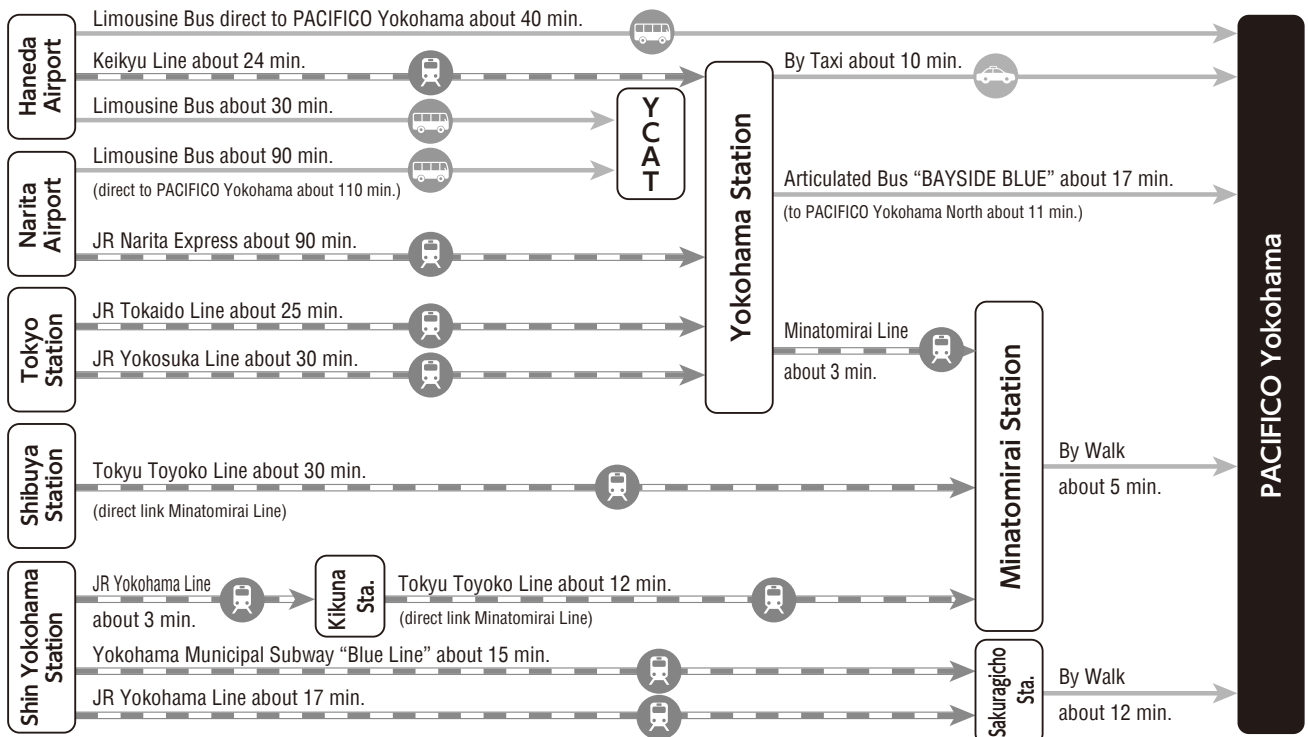 Haneda
Airport
Limousine Bus direct to PACIFICO Yokohama about 40 min.
Keikyu Line about 24 min.
Limousine Bus about 30 min.
Narita
Airport
Limousine Bus about 90 min.
(direct to PACIFICO Yokohama about 110 min.)
JR Narita Express about 90 min.
YCAT
Tokyo
Station
JR Tokaido Line about 25 min.
JR Yokosuka Line about 30 min.
Yokohama Station
By Taxi about 10 min.
Articulated Bus “BAYSIDE BLUE” about 17 min.
(to PACIFICO Yokohama North about 11 min.)
Minatomirai Line
about 3 min.
Shibuya
Station
Tokyu Toyoko Line about 30 min.
(direct link Minatomirai Line)
Shin Yokohama
Station
JR Yokohama Line
about 3 min.
Kikuna
Sta.
Tokyu Toyoko Line about 12 min.
(direct link Minatomirai Line)
Minatomirai Station
By Walk
about 5 min.
Yokohama Municipal Subway “Blue Line” about 15 min.
JR Yokohama Line about 17 min.
Sakuragicho
Sta.
By Walk
about 12 min.
PACIFICO Yokohama